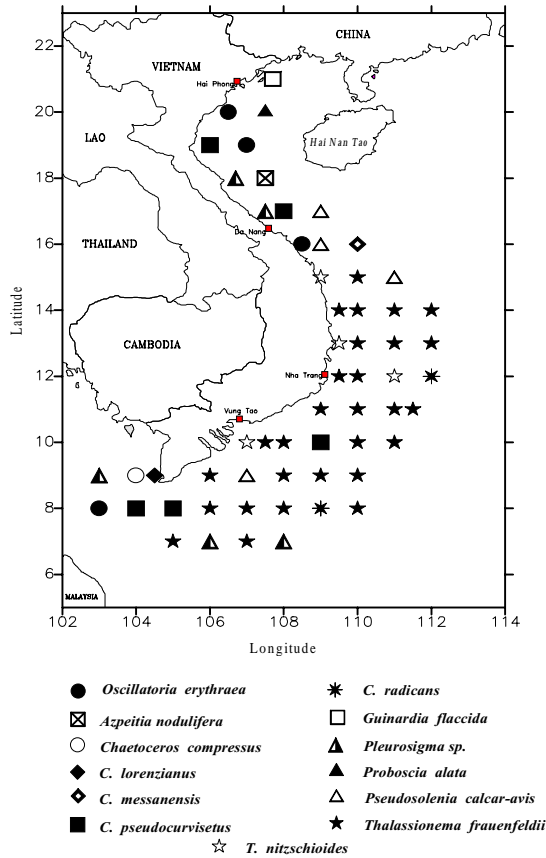 22
CHINA
VIETNAM
Hai Phong
20
LAO
Hai Nan Tao
18
Da Nang
16
THAILAND
Latitude
14
CAMBODIA
12
Nha Trang
Vung Tao
10
8
6
MALAYSIA
102 104 106 108 110 112 114
Longitude
Oscillatoria erythraea
Azpeitia nodulifera
Chaetoceros compressus
C. lorenzianus
C. messanensis
C. pseudocurvisetus
C. radicans
Guinardia flaccida
Pleurosigma sp.
Proboscia alata
Pseudosolenia calcar-avis
Thalassionema frauenfeldii
T. nitzschioides